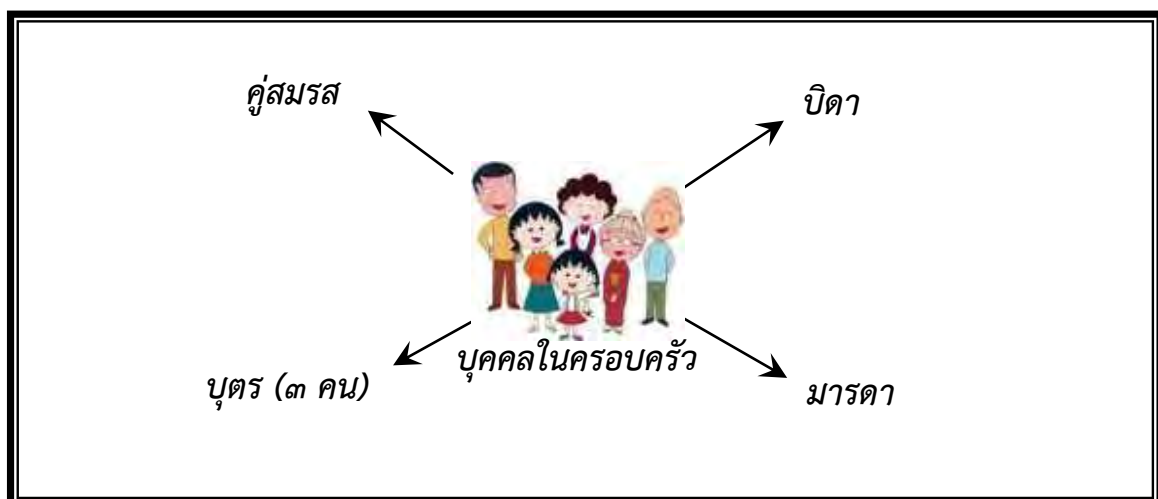 คู่สมรส
บิดา
บุคคลในครอบครัว
บุตร (๓ คน)
มารดา